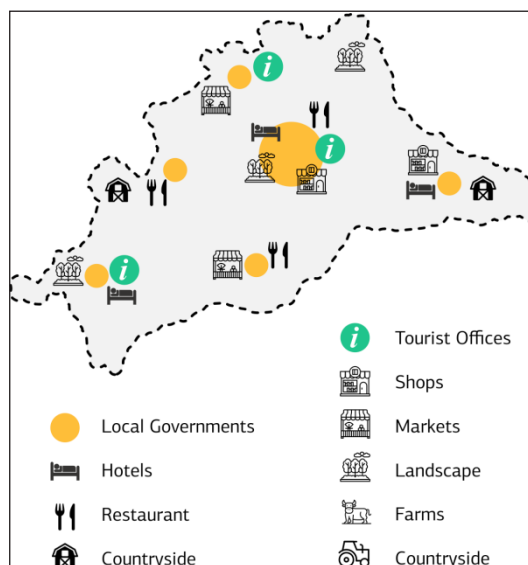 Tourist Offices
Shops
Local Governments
Markets
Hotels
Landscape
Restaurant
Farms
Countryside
Countryside